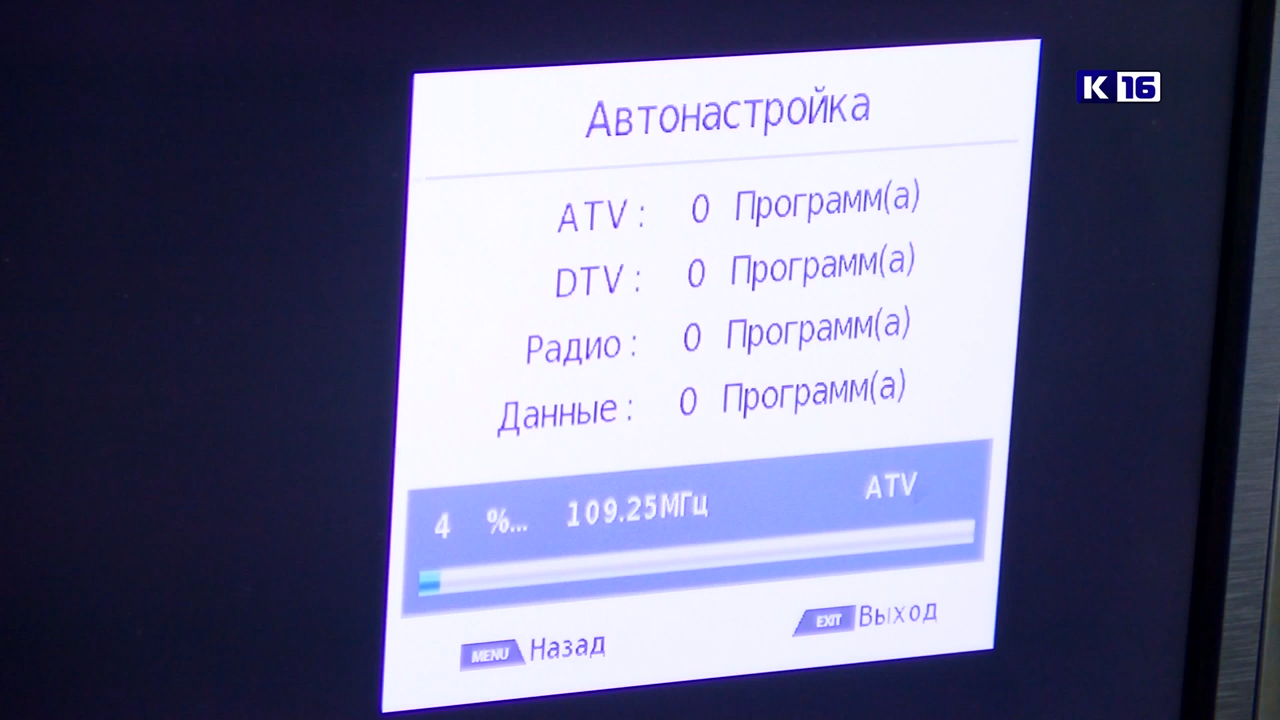 K 16
Автонастройка
ATV : 0 Программ(а)
DTV : 0 Программ(а)
Радио : 0 Программ(а)
Данные : 0 Программ(а)
4 %... 109.25МГц ATV
MENU Назад
EXIT Выход